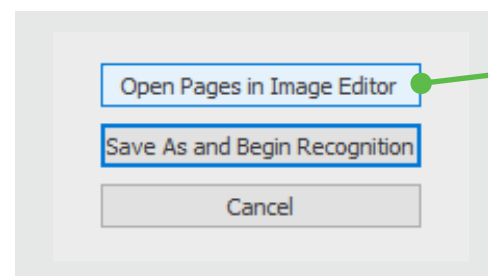 Open Pages in Image Editor
Save As and Begin Recognition
Cancel